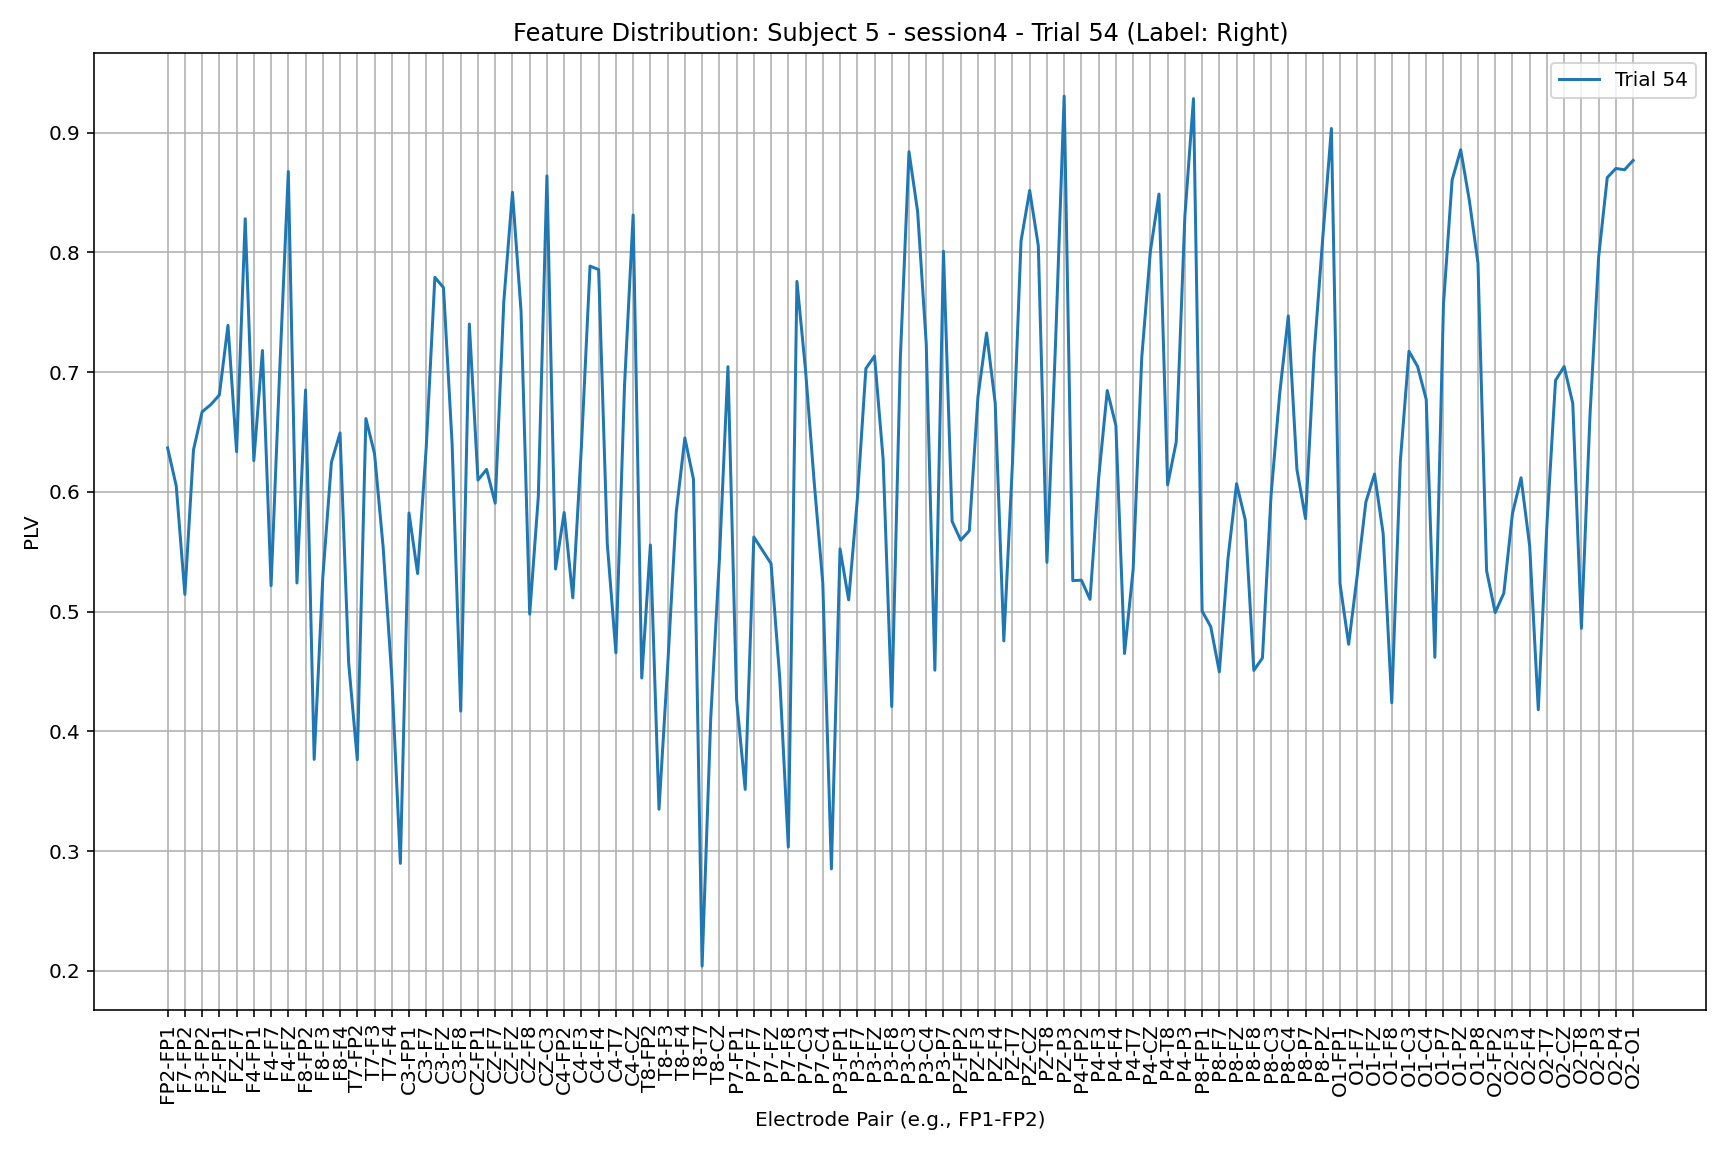 Feature Distribution: Subject 5 - session4 - Trial 54 (Label: Right)
Trial 54
0.9
0.8
0.7
0.6
0.5
0.4
0.3
0.2
PLV
FP2-FP1
F7-FP2
F3-FP2
FZ-FP1
FZ-F7
F4-FP1
F4-F7
F4-FZ
F8-FP2
F8-F3
F8-F4
T7-FP2
T7-F3
T7-F4
C3-FP1
C3-F7
C3-FZ
C3-F8
CZ-FP1
CZ-F7
CZ-FZ
CZ-F8
CZ-C3
C4-FP2
C4-F3
C4-F4
C4-T7
C4-CZ
T8-FP2
T8-F3
T8-F4
T8-T7
T8-CZ
P7-FP1
P7-F7
P7-FZ
P7-F8
P7-C3
P7-C4
P3-FP1
P3-F7
P3-FZ
P3-F8
P3-C3
P3-C4
P3-P7
PZ-FP2
PZ-F3
PZ-F4
PZ-T7
PZ-CZ
PZ-T8
PZ-P3
P4-FP2
P4-F3
P4-F4
P4-T7
P4-CZ
P4-T8
P4-P3
P8-FP1
P8-F7
P8-FZ
P8-F8
P8-C3
P8-C4
P8-P7
P8-PZ
O1-FP1
O1-F7
O1-FZ
O1-F8
O1-C3
O1-C4
O1-P7
O1-PZ
O1-P8
O2-FP2
O2-F3
O2-F4
O2-T7
O2-CZ
O2-T8
O2-P3
O2-P4
O2-O1
Electrode Pair (e.g., FP1-FP2)